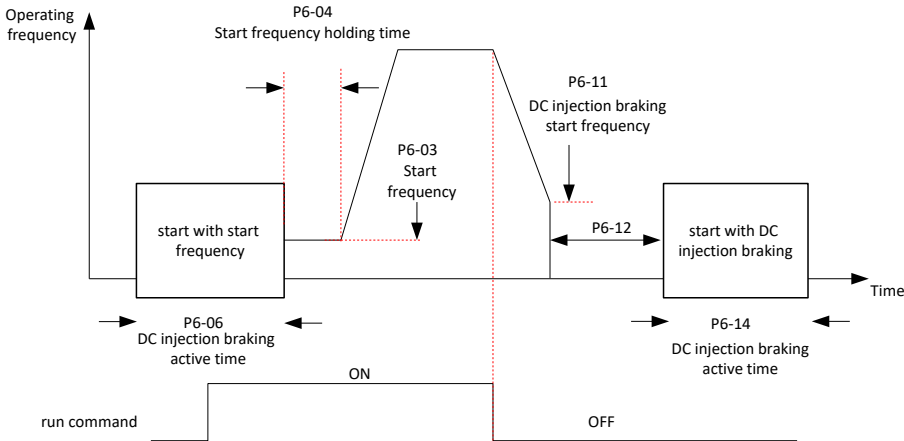 Operating
frequency
P6-04
Start frequency holding time
P6-11
DC injection braking
start frequency
P6-03
Start
frequency
start with start
frequency
P6-12
start with DC
injection braking
Time
P6-06
DC injection braking
active time
P6-14
DC injection braking
active time
ON
run command
OFF